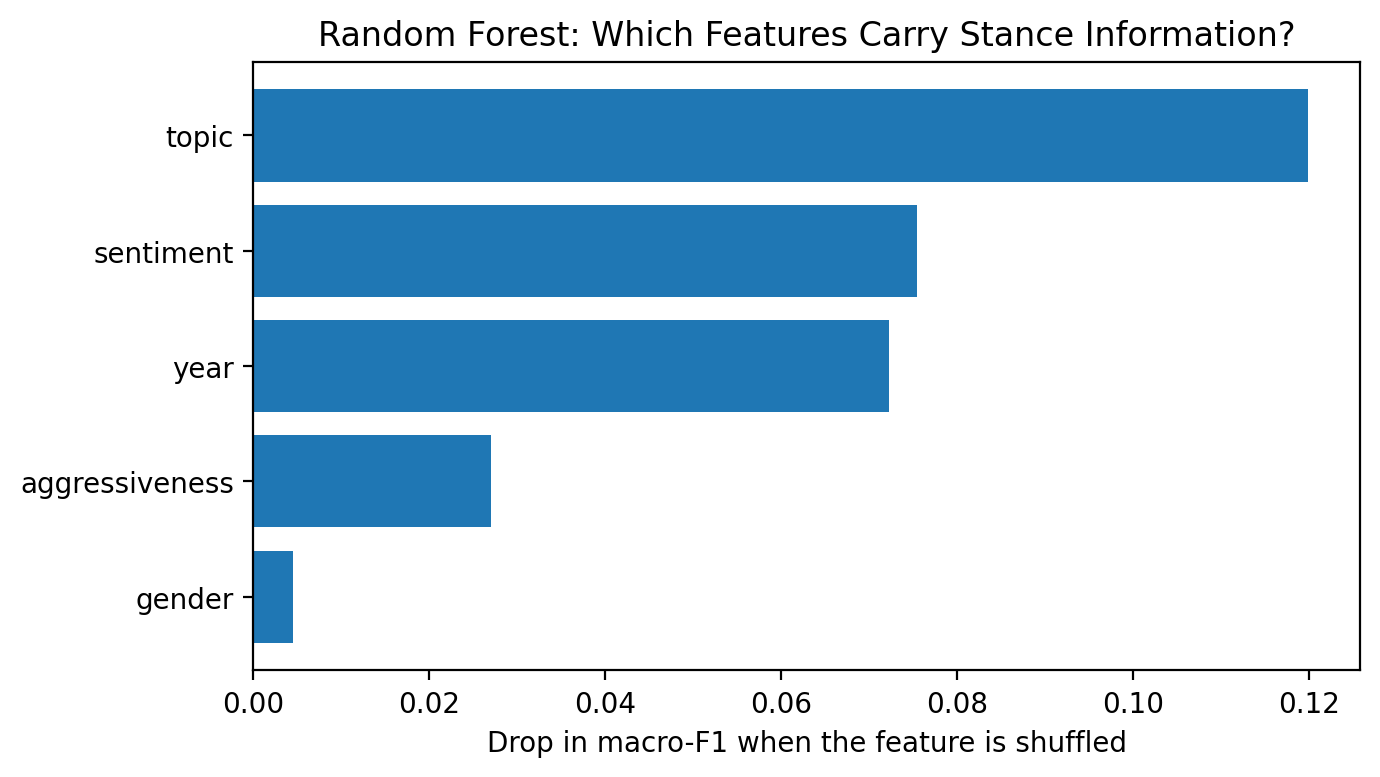 Random Forest: Which Features Carry Stance Information?
topic
sentiment
year
aggressiveness
gender
0.00 0.02 0.04 0.06 0.08 0.10 0.12
Drop in macro-F1 when the feature is shuffled